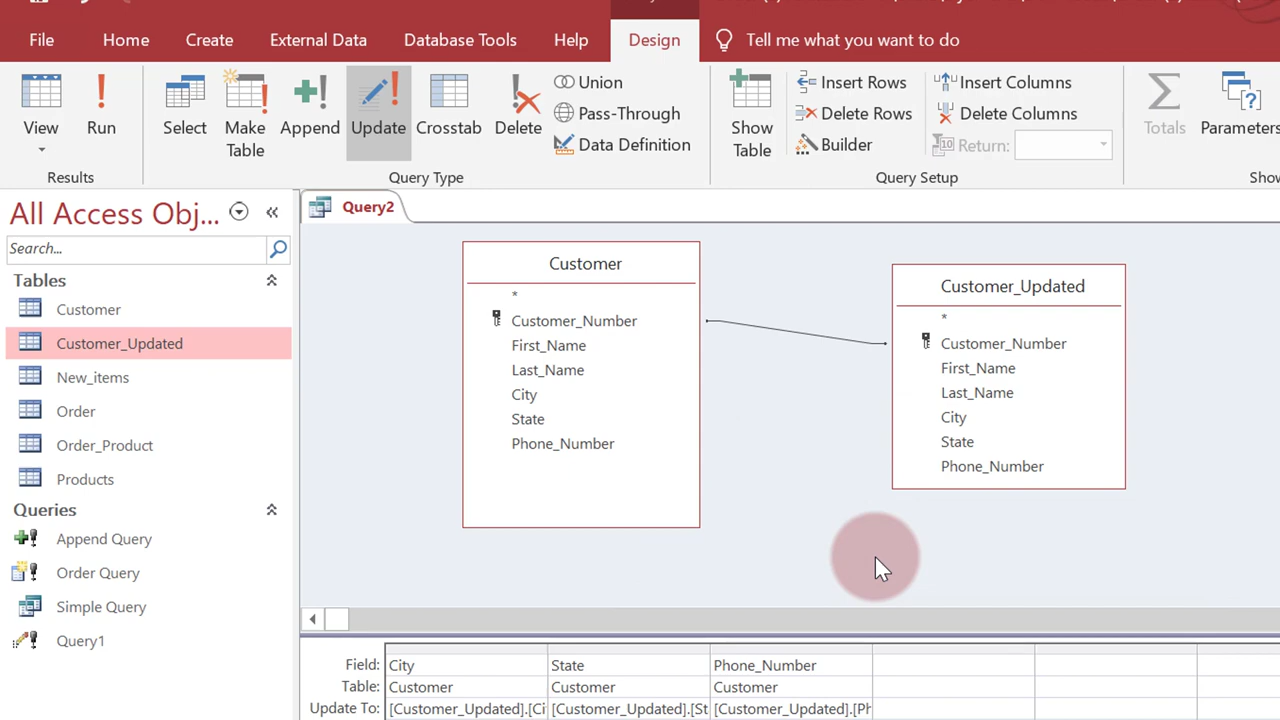 File Home Create External Data Database Tools Help Design Tell me what you want to do
View Run Select Make Table Append Update Crosstab Delete
Union
Pass-Through
Data Definition
Show Table
Insert Rows
Delete Rows
Builder
Insert Columns
Delete Columns
Return:
Totals Parameters
Results Query Type Query Setup Show
All Access Obj...
Search...
Tables
Customer
Customer_Updated
New_items
Order
Order_Product
Products
Queries
Append Query
Order Query
Simple Query
Query1
Query2
Customer
*
Customer_Number
First_Name
Last_Name
City
State
Phone_Number
Customer_Updated
*
Customer_Number
First_Name
Last_Name
City
State
Phone_Number
Field: City State Phone_Number
Table: Customer Customer Customer
Update To: [Customer_Updated].[Ci [Customer_Updated].[St [Customer_Updated].[Ph